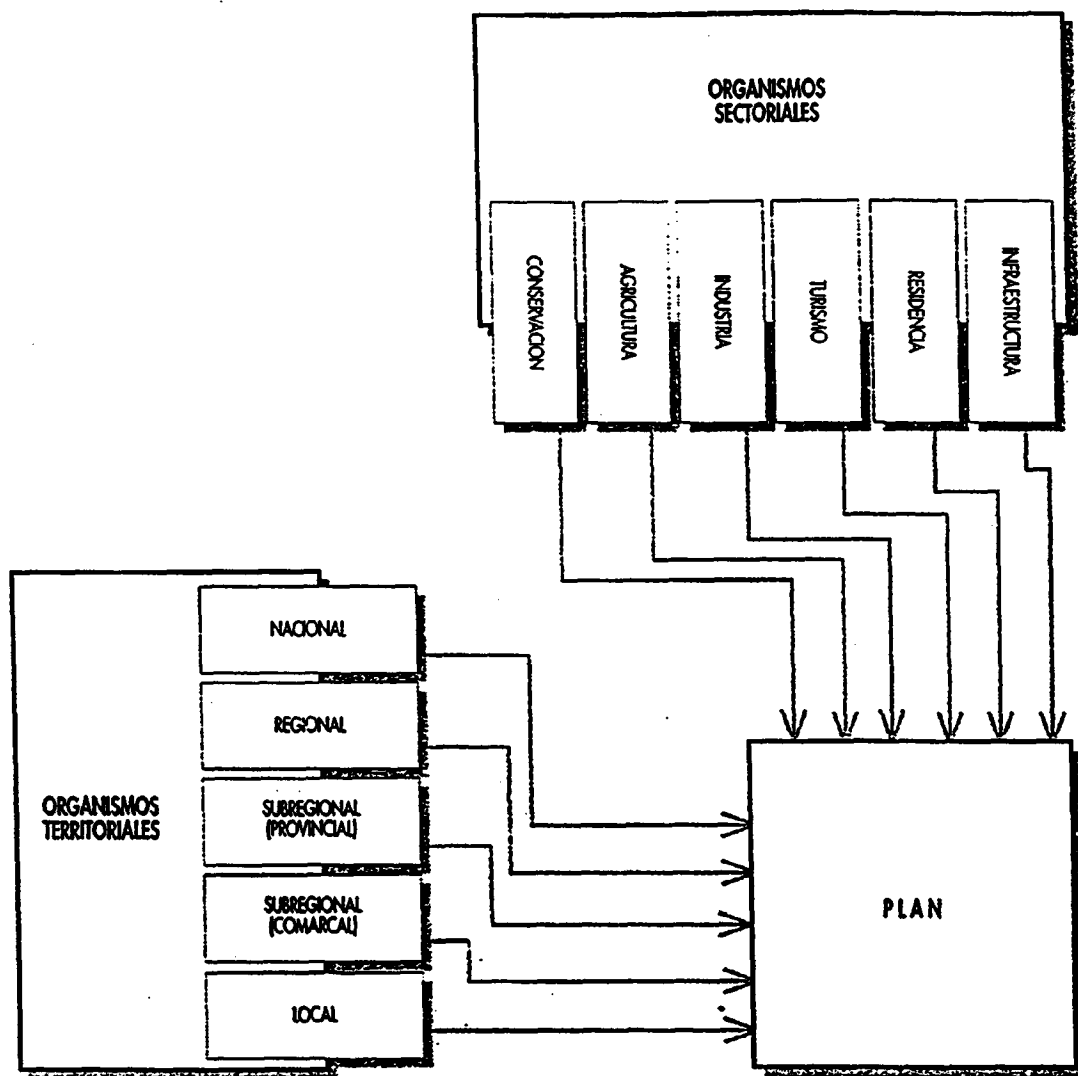 ORGANISMOS
SECTORIALES
CONSERVACION
AGRICULTURA
INDUSTRIA
TURISMO
RESIDENCIA
INFRAESTRUCTURA
ORGANISMOS
TERRITORIALES
NACIONAL
REGIONAL
SUBREGIONAL
(PROVINCIAL)
SUBREGIONAL
(COMARCAL)
LOCAL
PLAN